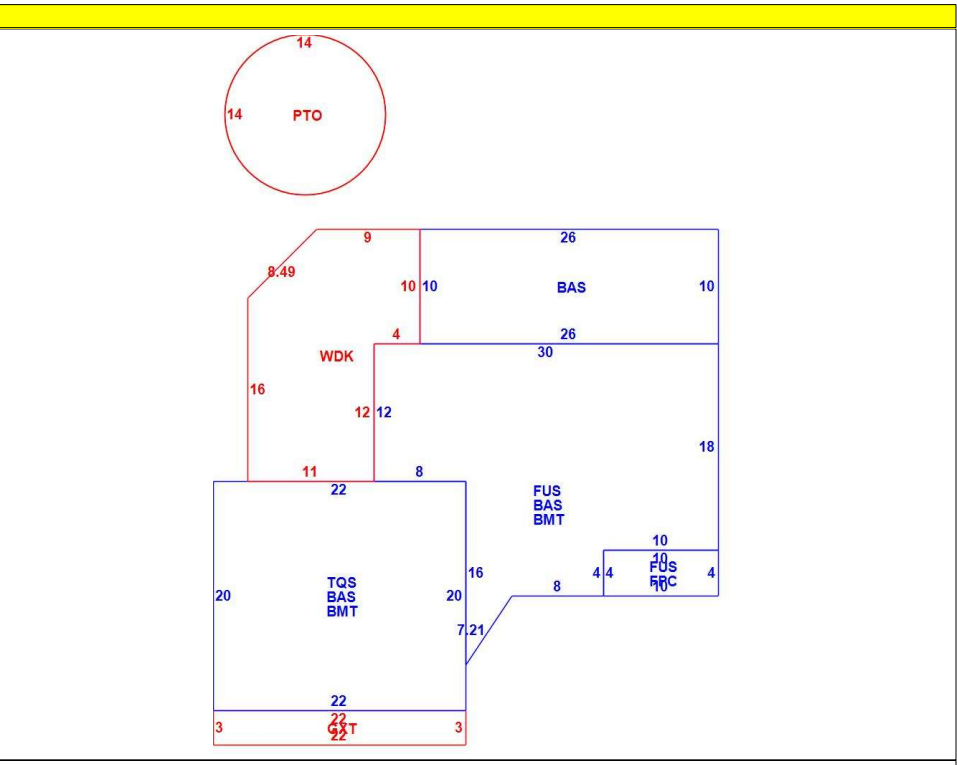 14
14 PTO
9 26
8.49
10 10 BAS 10
4 26
30
WDK
16
12 12
18
11 8
22
FUS
BAS
BMT
10
10
16 4 4 FUS 4
FPC
8 10
TQS
20 BAS 20
BMT
7.21
22
22
3 GXT 3
22